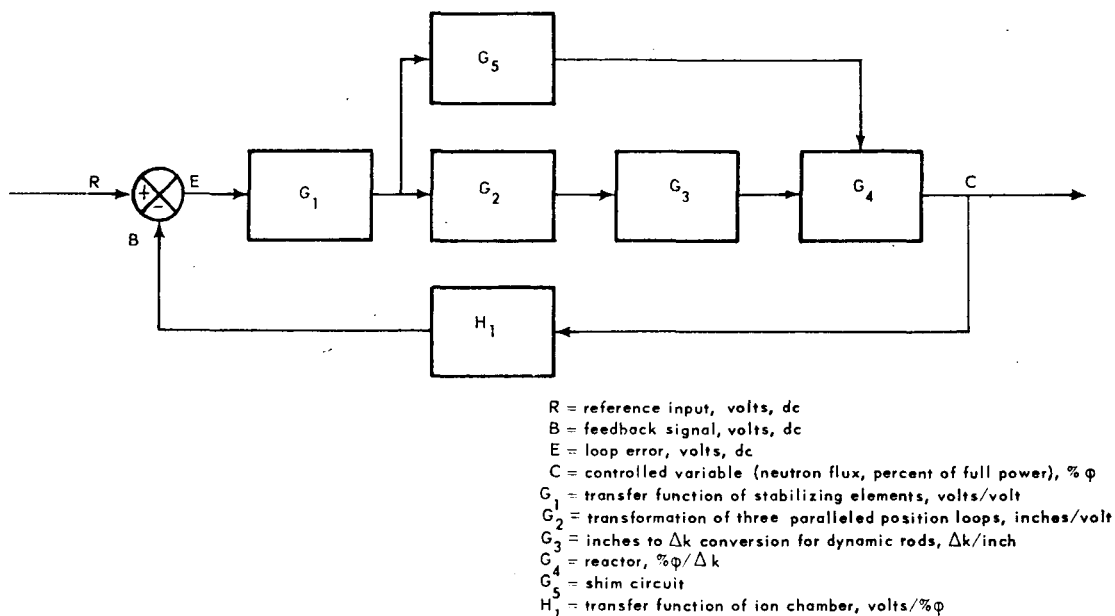 G5
R
+
E
-
B
G1
G2
G3
G4
C
H1
R = reference input, volts, dc
B = feedback signal, volts, dc
E = loop error, volts, dc
C = controlled variable (neutron flux, percent of full power), % φ
G1 = transfer function of stabilizing elements, volts/volt
G2 = transformation of three paralleled position loops, inches/volt
G3 = inches to Δk conversion for dynamic rods, Δk/inch
G4 = reactor, %φ/Δk
G5 = shim circuit
H1 = transfer function of ion chamber, volts/%φ